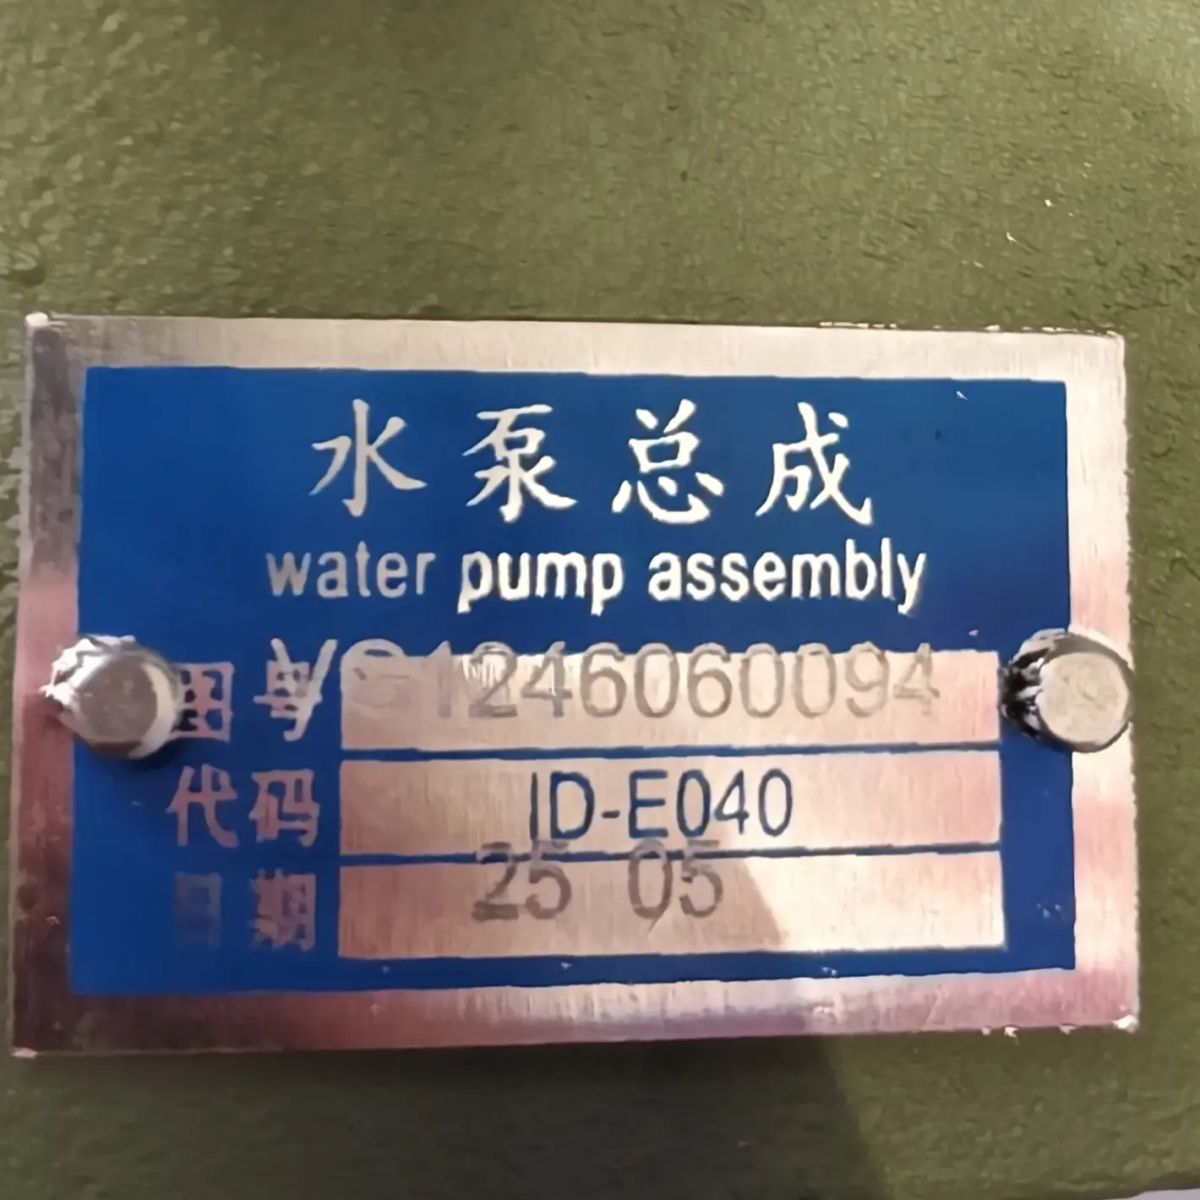 水泵总成
water pump assembly
图号 VG1246060094
代码 ID-E040
日期 25 05